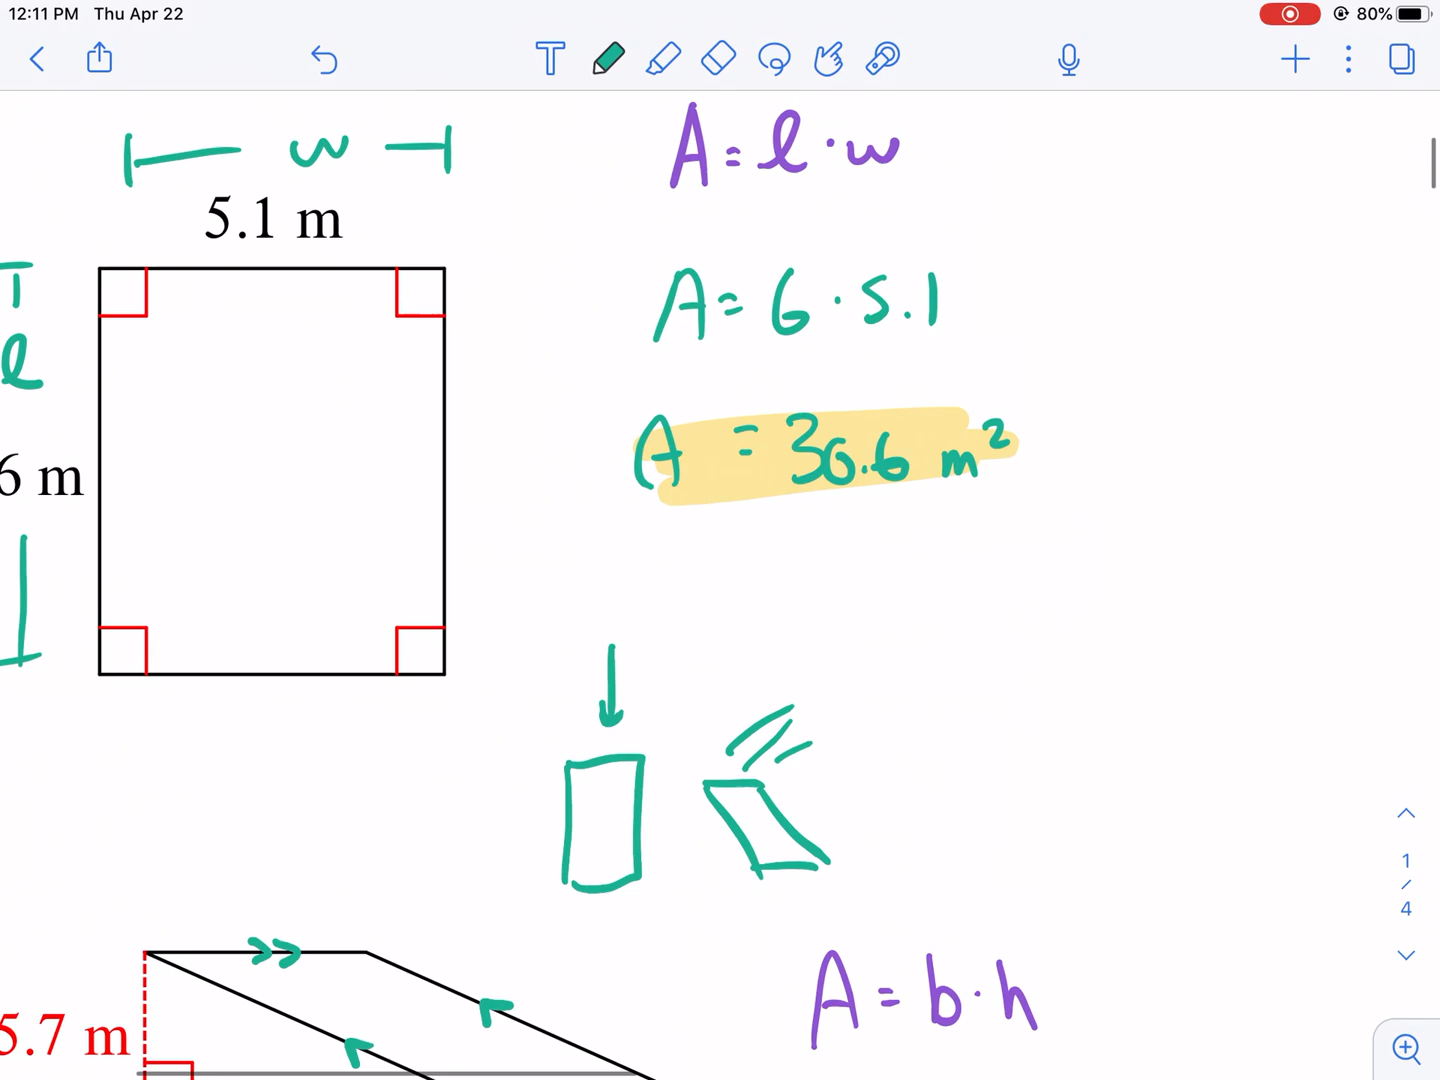 12:11 PM Thu Apr 22
80%
w
A = l · w
5.1 m
A = 6 · 5.1
l
A = 30.6 m²
6 m
1
/
4
A = b · h
5.7 m